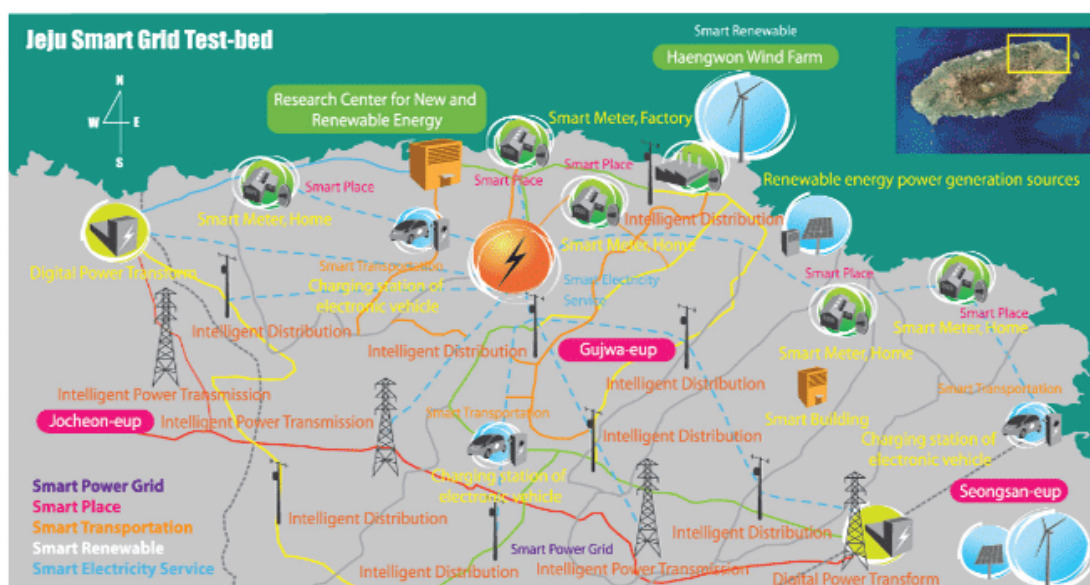 Jeju Smart Grid Test-bed
Smart Renewable
Haengwon Wind Farm
N
W E
S
Research Center for New and
Renewable Energy
Smart Meter, Factory
Smart Place
Smart Place
Smart Place
Renewable energy power generation sources
Smart Meter, Home
Intelligent Distribution
Smart Meter, Home
Digital Power Transform
Smart Transportation
Charging station of
electronic vehicle
Smart Electricity
Service
Smart Place
Smart Place
Intelligent Distribution
Intelligent Distribution
Gujwa-eup
Smart Meter, Home
Smart Meter, Home
Intelligent Power Transmission
Intelligent Distribution
Smart Transportation
Jocheon-eup
Intelligent Power Transmission
Smart Transportation
Intelligent Distribution
Smart Building
Charging station of
electronic vehicle
Charging station of
electronic vehicle
Seongsan-eup
Smart Power Grid
Smart Place
Smart Transportation
Smart Renewable
Smart Electricity Service
Intelligent Distribution
Intelligent Distribution
Smart Power Grid
Intelligent Power Transmission
Digital Power Transform